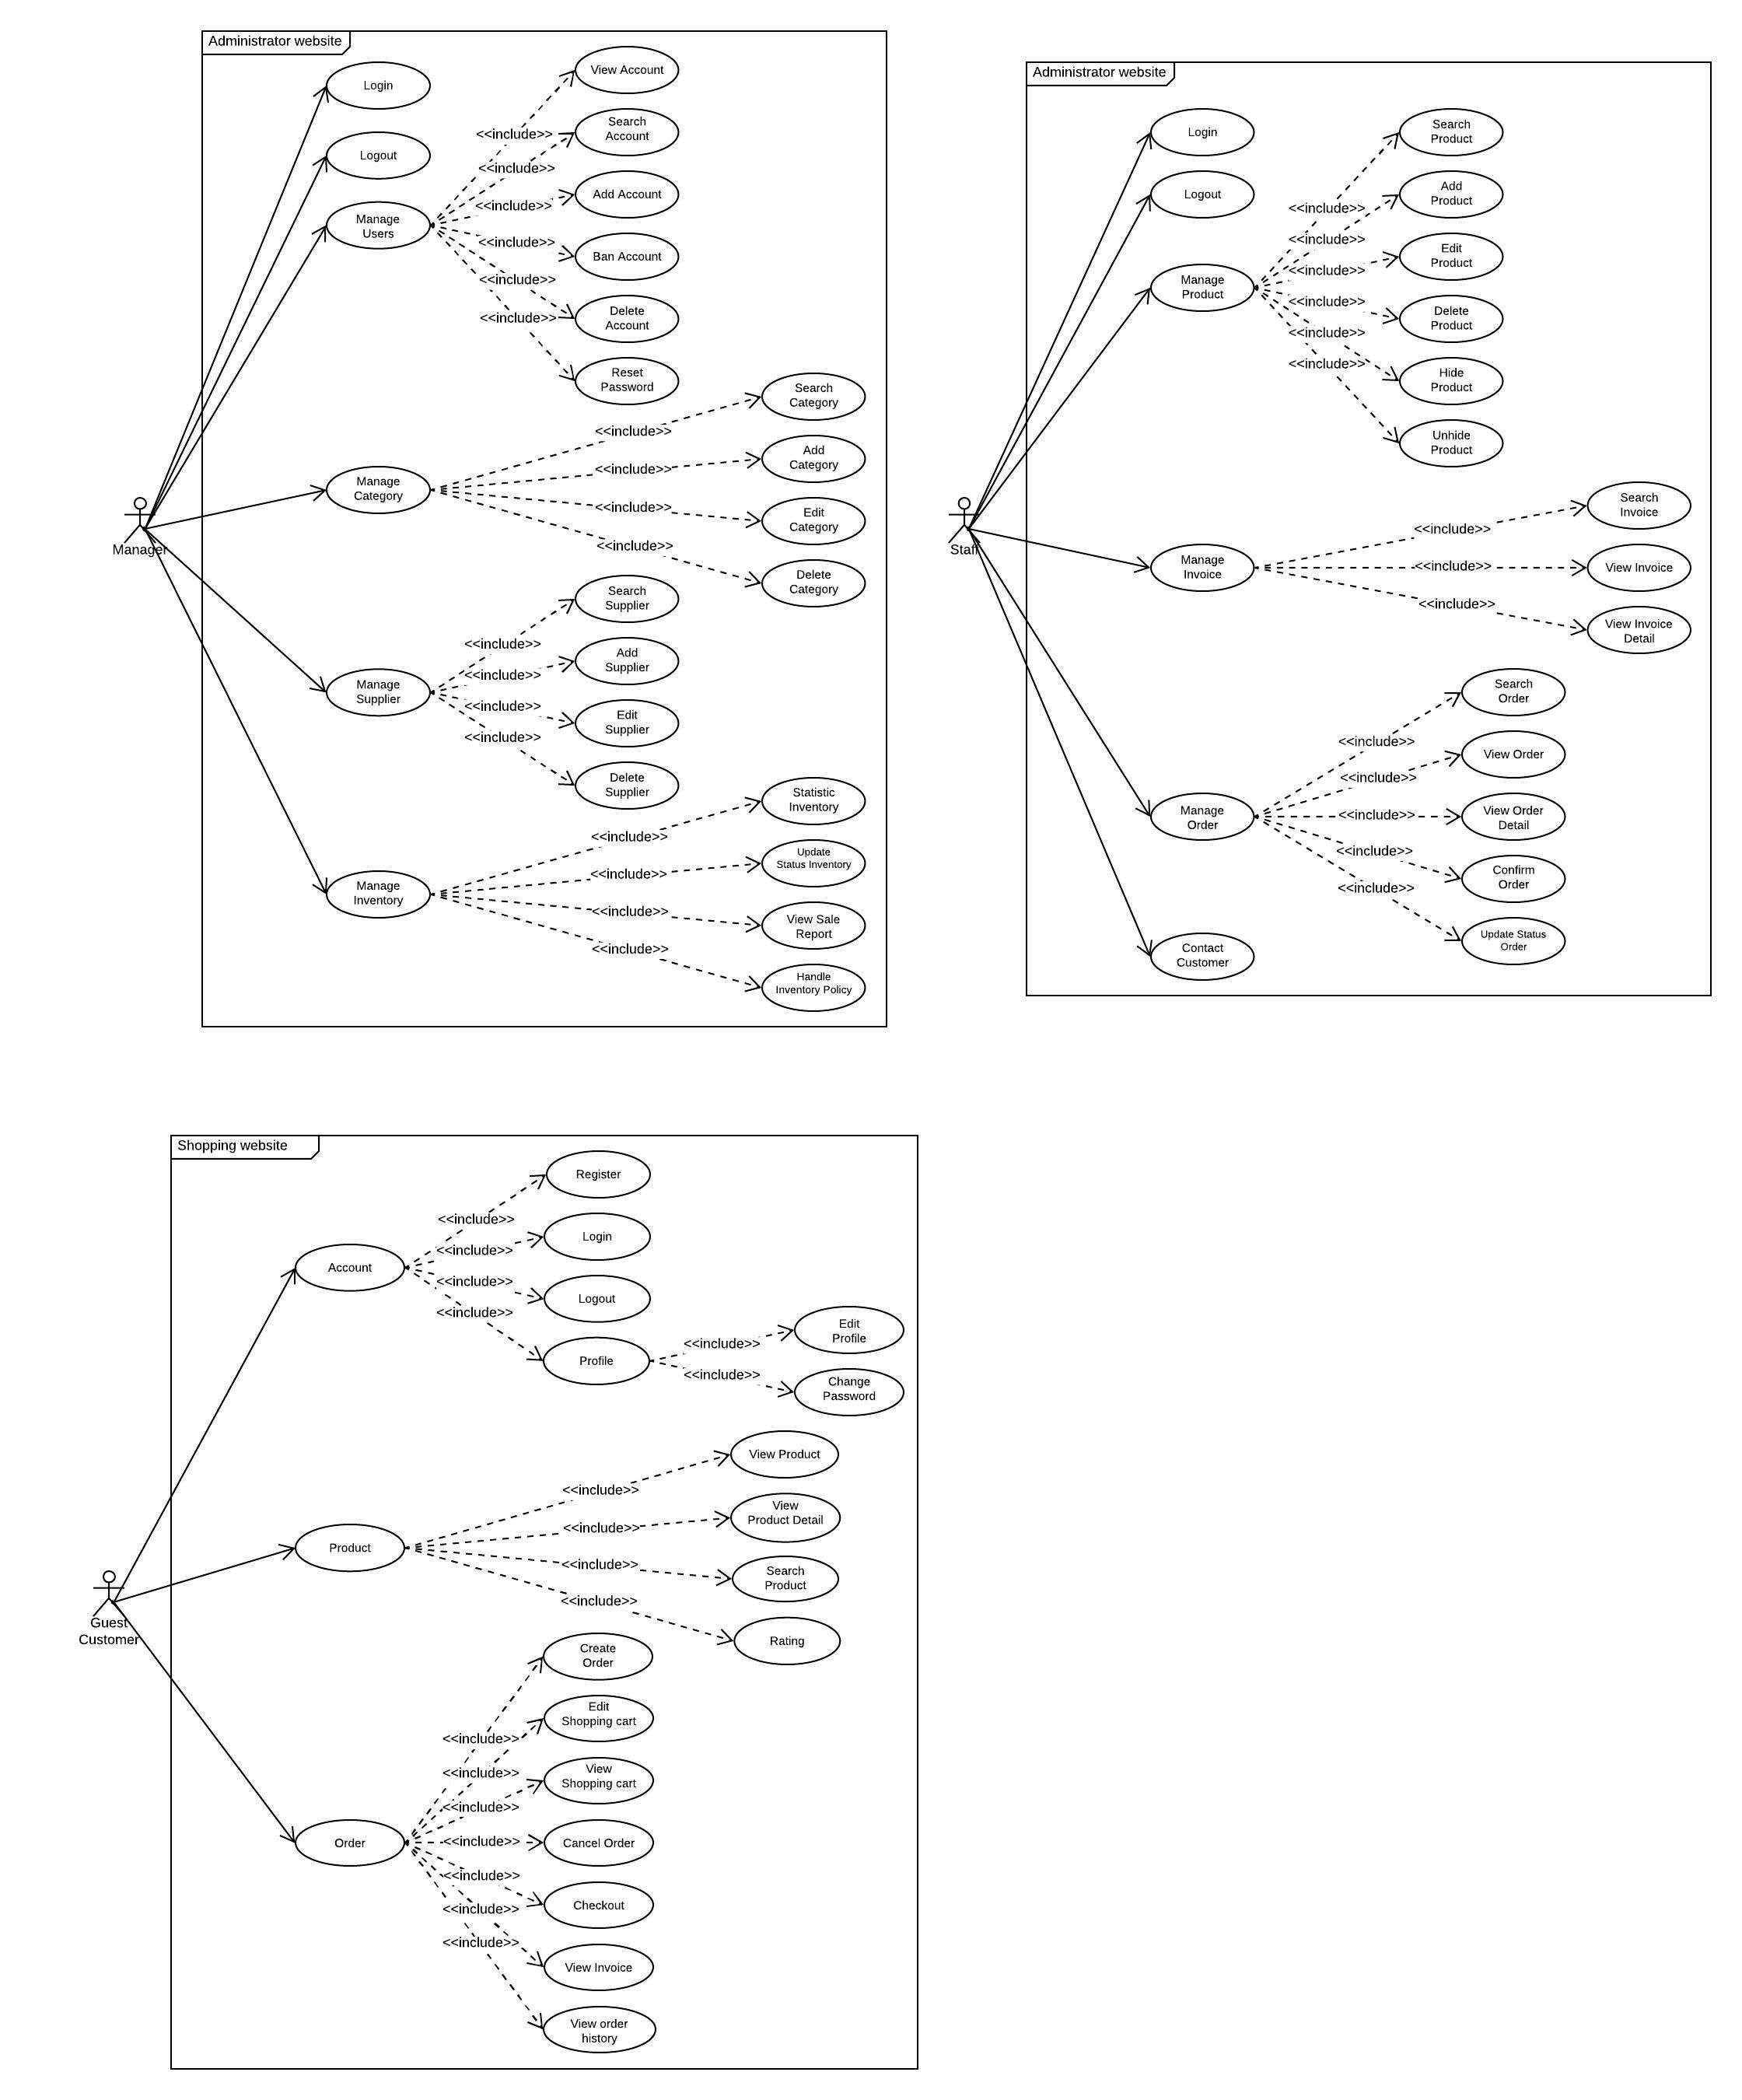 Administrator website
Login
Logout
Manage
Users
<<include>>
<<include>>
<<include>>
<<include>>
<<include>>
<<include>>
View Account
Search
Account
Add Account
Ban Account
Delete
Account
Reset
Password
Manager
Manage
Category
<<include>>
<<include>>
<<include>>
<<include>>
Search
Category
Add
Category
Edit
Category
Delete
Category
Manage
Supplier
<<include>>
<<include>>
<<include>>
<<include>>
Search
Supplier
Add
Supplier
Edit
Supplier
Delete
Supplier
Manage
Inventory
<<include>>
<<include>>
<<include>>
<<include>>
Statistic
Inventory
Update
Status Inventory
View Sale
Report
Handle
Inventory Policy
Administrator website
Login
Logout
Manage
Product
<<include>>
<<include>>
<<include>>
<<include>>
<<include>>
<<include>>
Search
Product
Add
Product
Edit
Product
Delete
Product
Hide
Product
Unhide
Product
Staff
Manage
Invoice
<<include>>
<<include>>
<<include>>
Search
Invoice
View Invoice
View Invoice
Detail
Manage
Order
<<include>>
<<include>>
<<include>>
<<include>>
<<include>>
Search
Order
View Order
View Order
Detail
Confirm
Order
Update Status
Order
Contact
Customer
Shopping website
Account
<<include>>
<<include>>
<<include>>
<<include>>
Register
Login
Logout
Profile
<<include>>
<<include>>
Edit
Profile
Change
Password
Product
<<include>>
<<include>>
<<include>>
<<include>>
View Product
View
Product Detail
Search
Product
Rating
Guest
Customer
Order
<<include>>
<<include>>
<<include>>
<<include>>
<<include>>
<<include>>
<<include>>
Create
Order
Edit
Shopping cart
View
Shopping cart
Cancel Order
Checkout
View Invoice
View order
history